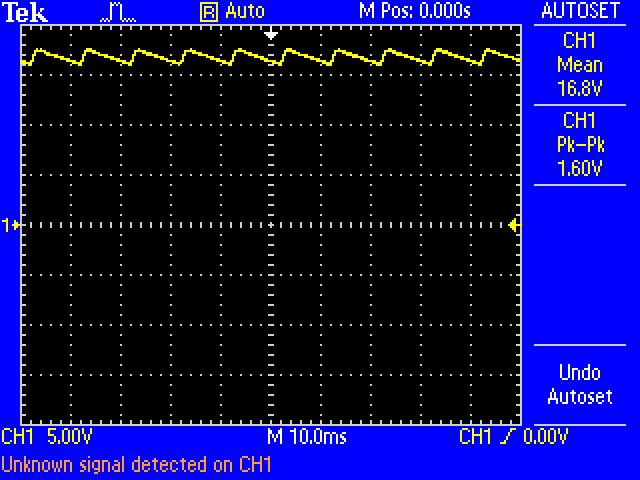 Tek R Auto M Pos: 0.000s AUTOSET
CH1
Mean
16.8V
CH1
Pk-Pk
1.60V
1
Undo
Autoset
CH1 5.00V M 10.0ms CH1 0.00V
Unknown signal detected on CH1